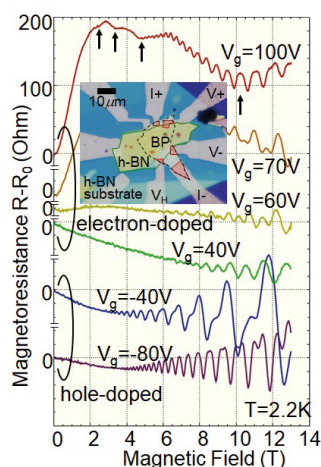 Magnetoresistance R-R₀ (Ohm)
200
100
0
0
0
0
0
0
V_g=100V
10μm
I+
V+
BP
h-BN
V-
h-BN
substrate
V_H
I-
V_g=70V
V_g=60V
electron-doped
V_g=40V
V_g=-40V
V_g=-80V
hole-doped
T=2.2K
0 2 4 6 8 10 12 14
Magnetic Field (T)